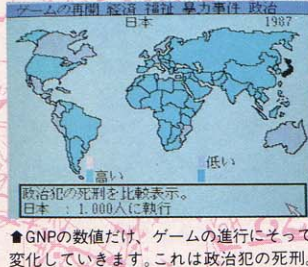 ゲームの再開 経済 福祉 暴力事件 政治
日本 1987
高い 低い
政治犯の死刑を比較表示。
日本 : 1.000人に執行
⬆GNPの数値だけ、ゲームの進行にそって
変化していきます。これは政治犯の死刑。